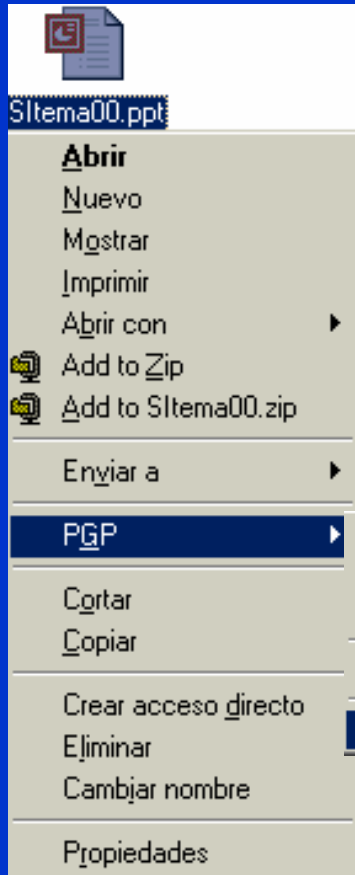 SItema00.ppt
Abrir
Nuevo
Mostrar
Imprimir
Abrir con
Add to Zip
Add to SItema00.zip
Enviar a
PGP
Cortar
Copiar
Crear acceso directo
Eliminar
Cambiar nombre
Propiedades